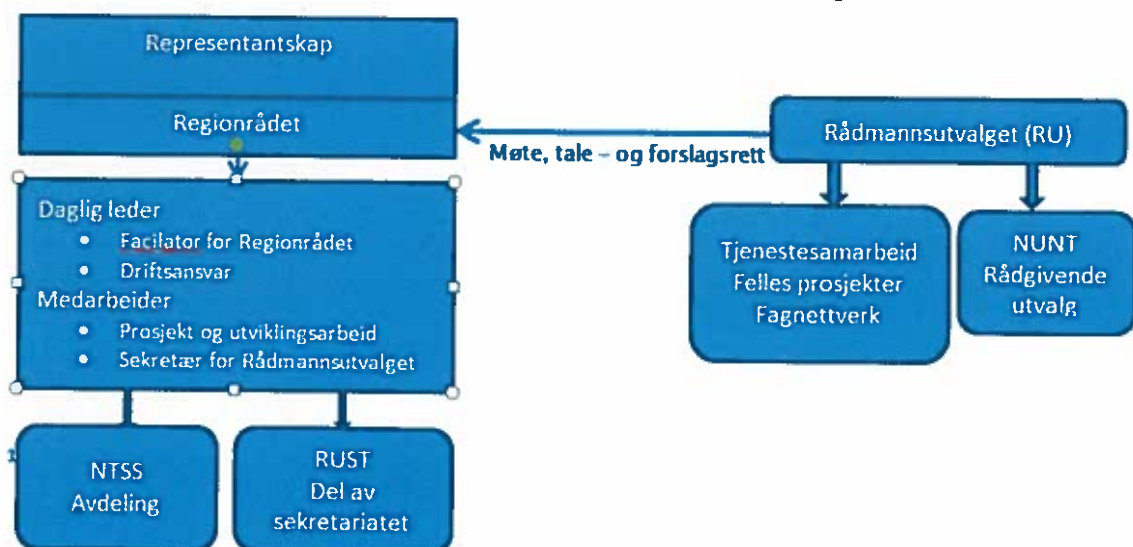 Representantskap
Regionrådet
Møte, tale – og forslagsrett
Rådmannsutvalget (RU)
Daglig leder
• Facilator for Regionrådet
• Driftsansvar
Medarbeider
• Prosjekt og utviklingsarbeid
• Sekretær for Rådmannsutvalget
Tjenestesamarbeid
Felles prosjekter
Fagnettverk
NUNT
Rådgivende
utvalg
NTSS
Avdeling
RUST
Del av
sekretariatet